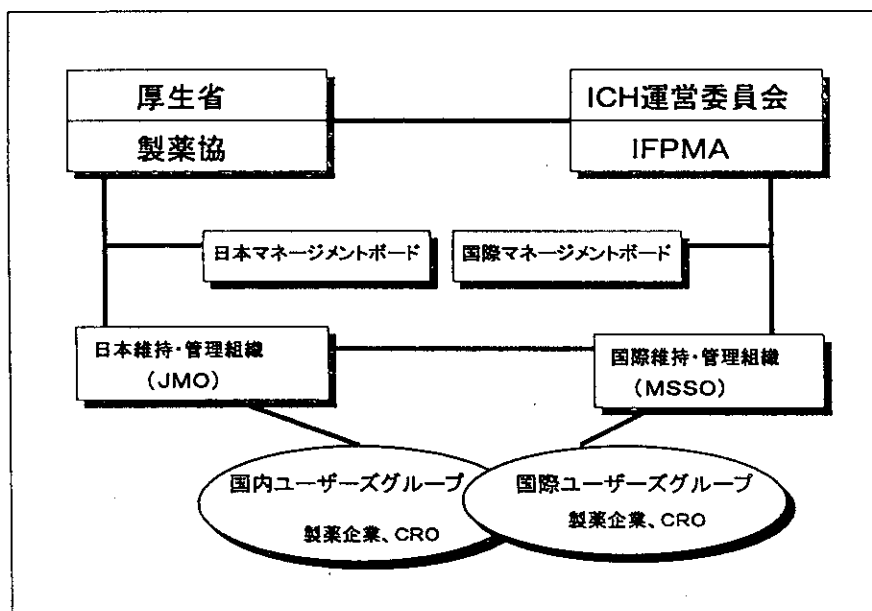 厚生省
製薬協
ICH運営委員会
IFPMA
日本マネージメントボード
国際マネージメントボード
日本維持・管理組織
(JMO)
国際維持・管理組織
(MSSO)
国内ユーザーズグループ
製薬企業、CRO
国際ユーザーズグループ
製薬企業、CRO